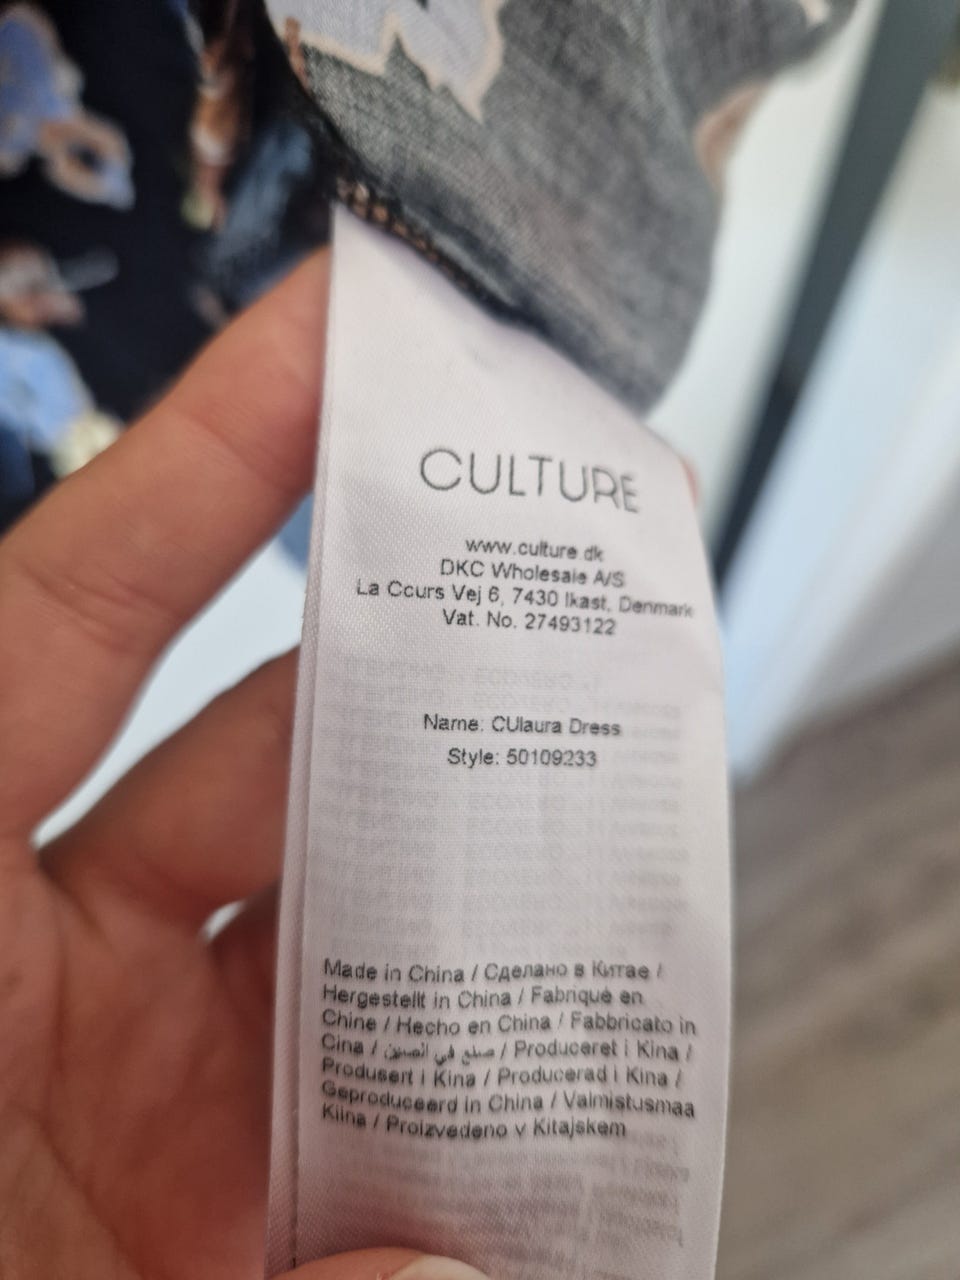 CULTURE
www.culture.dk
DKC Wholesale A/S
La Cours Vej 6, 7430 Ikast, Denmark
Vat. No. 27493122
Name: CUlaura Dress
Style: 50109233
Made in China / Сделано в Китае /
Hergestellt in China / Fabriqué en
Chine / Hecho en China / Fabbricato in
Cina / صنع في الصين / Produceret i Kina /
Produsert i Kina / Producerad i Kina /
Geproduceerd in China / Valmistusmaa
Kiina / Proizvedeno v Kitajskem